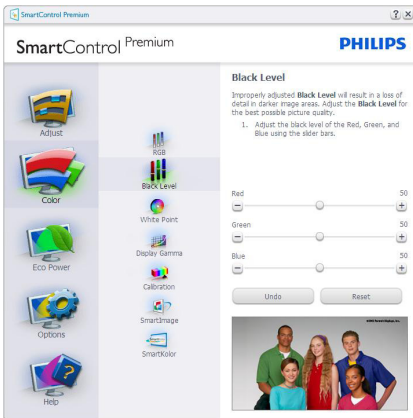 SmartControl Premium
SmartControl Premium
PHILIPS
Adjust
Color
Eco Power
Options
Help
RGB
Black Level
White Point
Display Gamma
Calibration
SmartImage
SmartKolor
Black Level
Improperly adjusted Black Level will result in a loss of
detail in darker image areas. Adjust the Black Level for
the best possible picture quality.
1. Adjust the black level of the Red, Green, and
Blue using the slider bars.
Red 50
Green 50
Blue 50
Undo Reset